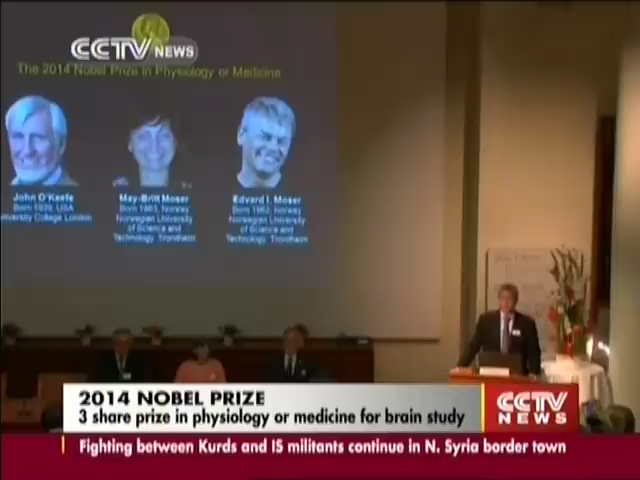 CCTV NEWS
The 2014 Nobel Prize in Physiology or Medicine
John O'Keefe
Born 1939, USA
University College London
May-Britt Moser
Born 1963, Norway
Norwegian University
of Science and
Technology, Trondheim
Edvard I. Moser
Born 1962, Norway
Norwegian University
of Science and
Technology, Trondheim
2014 NOBEL PRIZE
3 share prize in physiology or medicine for brain study
CCTV
NEWS
Fighting between Kurds and IS militants continue in N. Syria border town